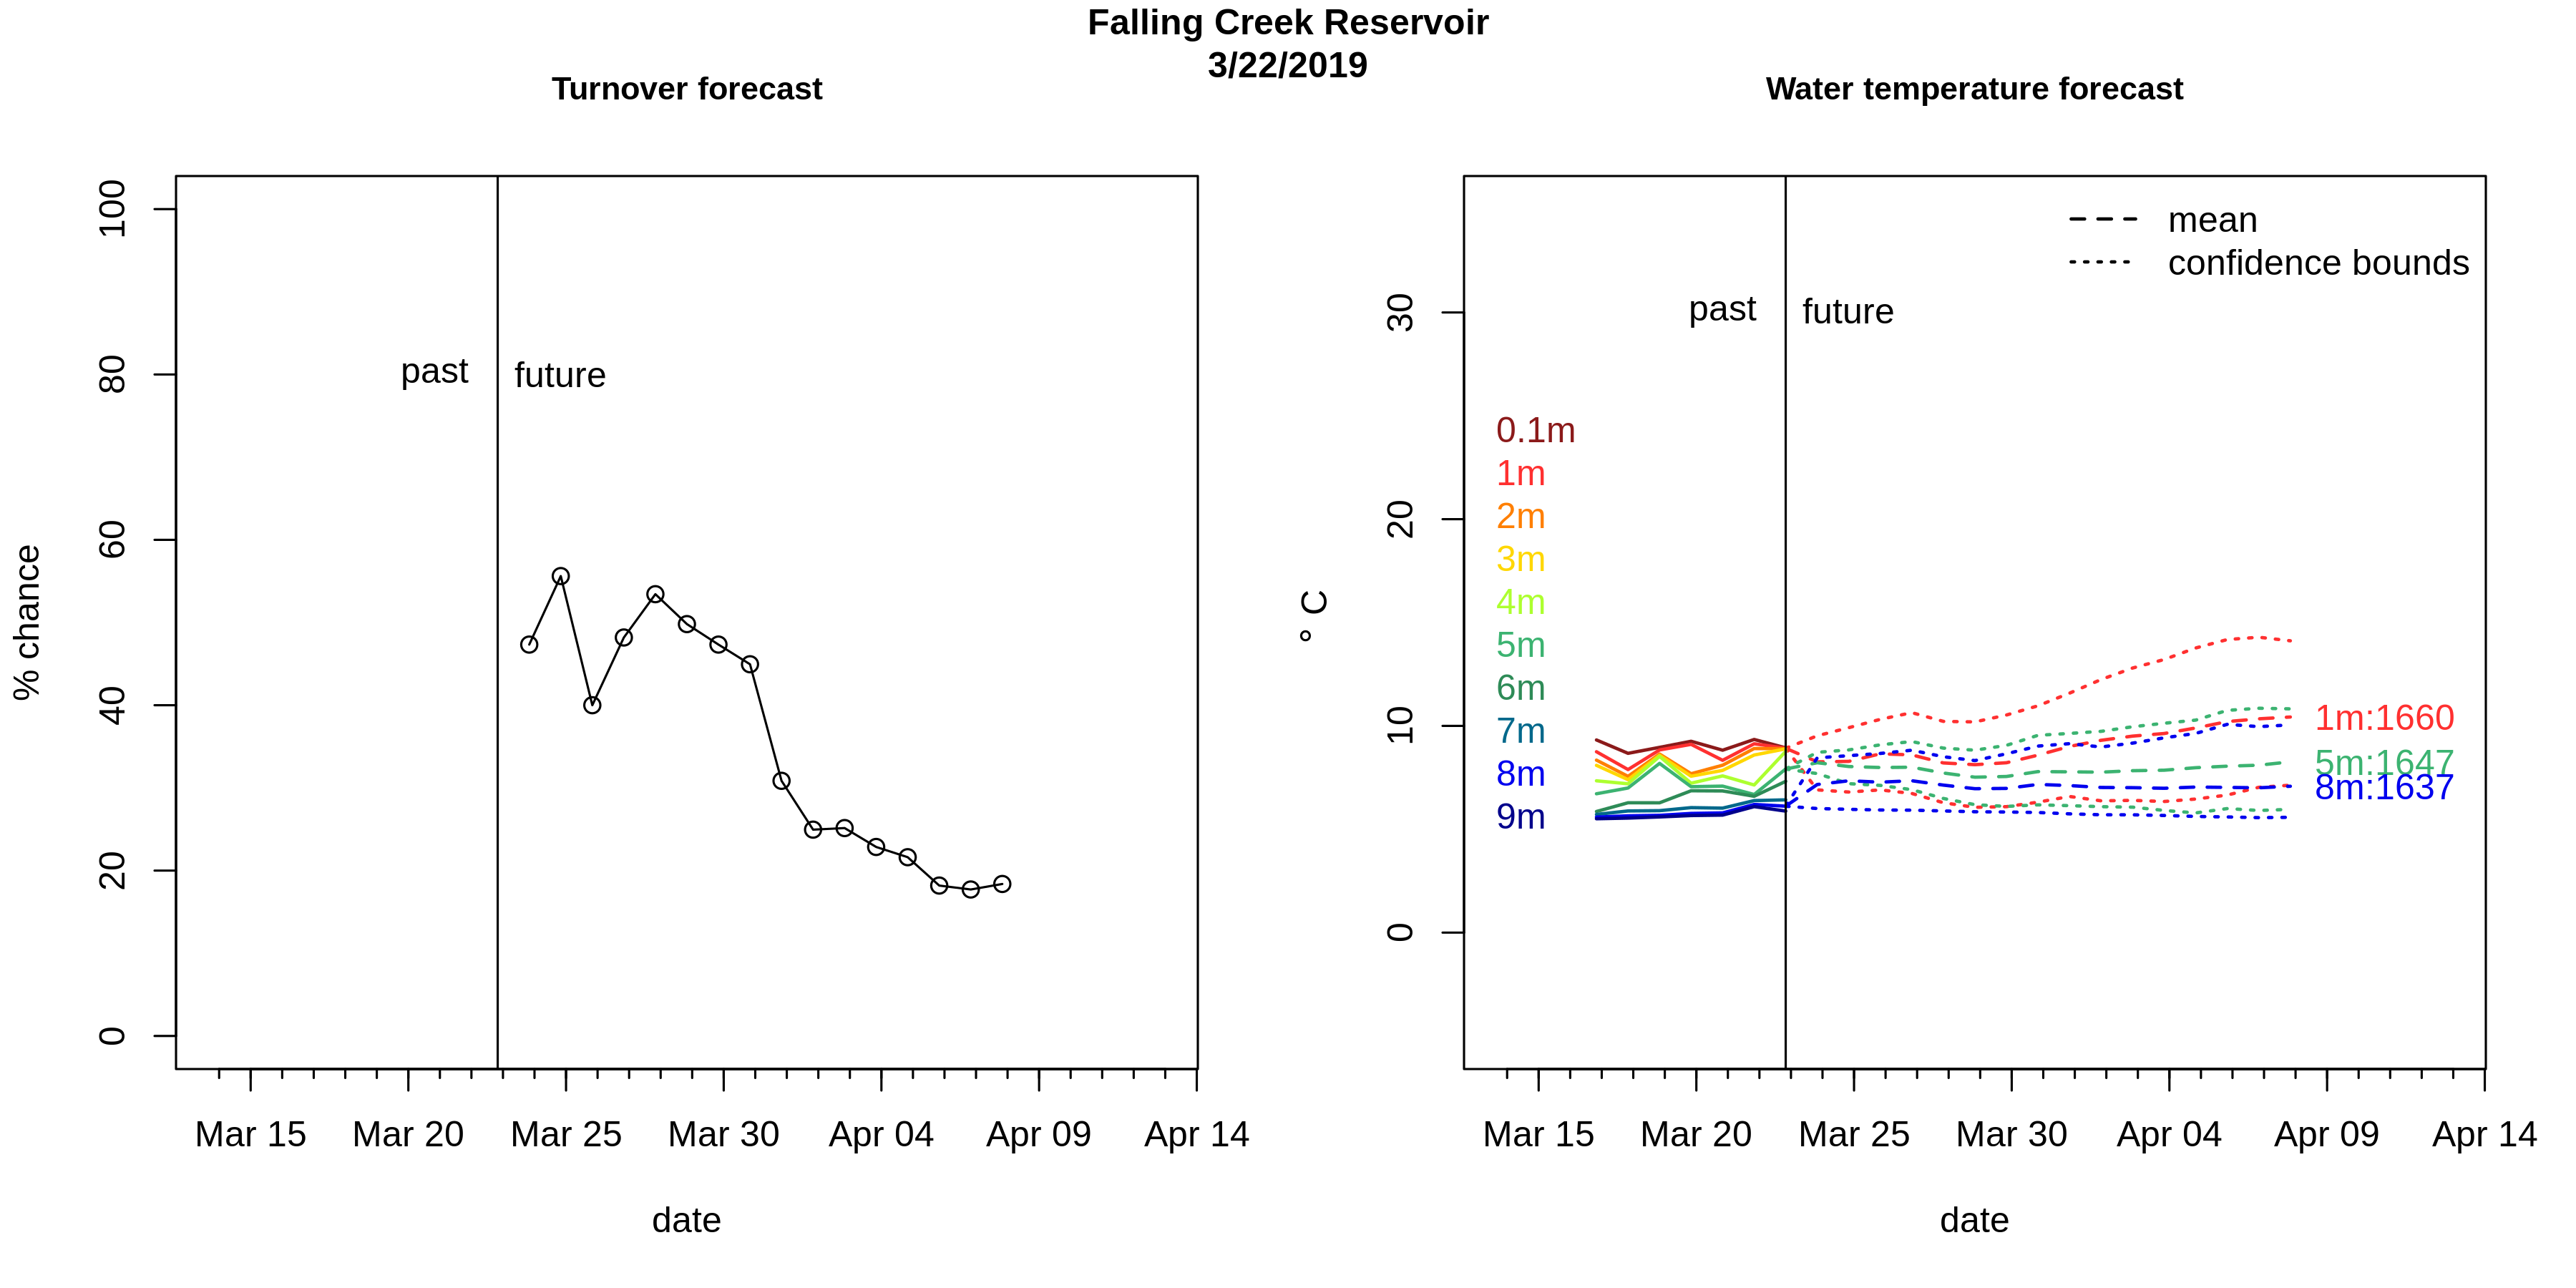 Falling Creek Reservoir
3/22/2019
Turnover forecast
% chance
100
80
60
40
20
0
past
future
Mar 15
Mar 20
Mar 25
Mar 30
Apr 04
Apr 09
Apr 14
date
Water temperature forecast
° C
30
20
10
0
mean
confidence bounds
past
future
0.1m
1m
2m
3m
4m
5m
6m
7m
8m
9m
1m:1660
5m:1647
8m:1637
Mar 15
Mar 20
Mar 25
Mar 30
Apr 04
Apr 09
Apr 14
date